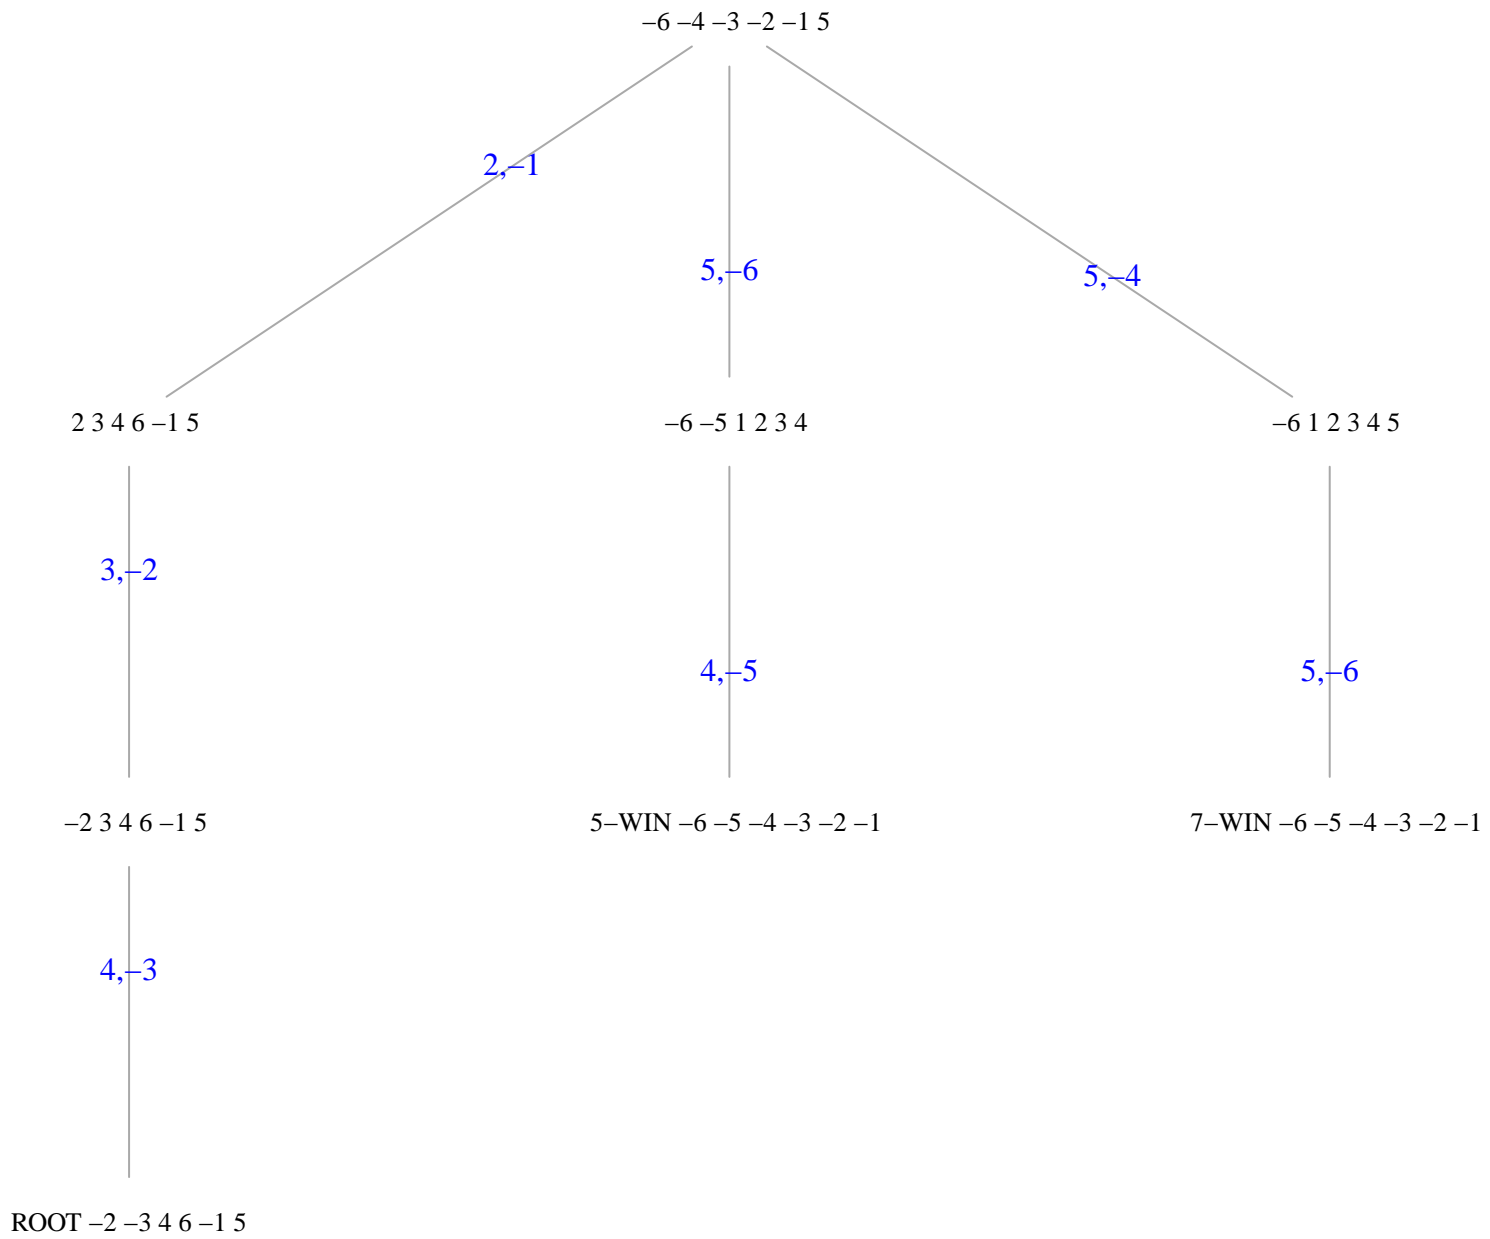 –6 –4 –3 –2 –1 5
2,–1
5,–6
5,–4
2 3 4 6 –1 5
–6 –5 1 2 3 4
–6 1 2 3 4 5
3,–2
4,–5
5,–6
–2 3 4 6 –1 5
5–WIN –6 –5 –4 –3 –2 –1
7–WIN –6 –5 –4 –3 –2 –1
4,–3
ROOT –2 –3 4 6 –1 5